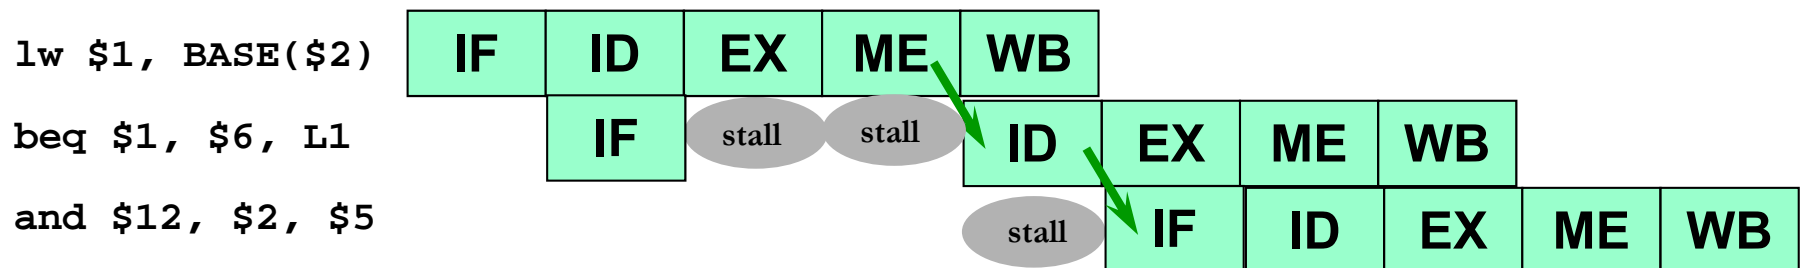 lw $1, BASE($2) IF ID EX ME WB
beq $1, $6, L1 IF stall stall ID EX ME WB
and $12, $2, $5 stall IF ID EX ME WB